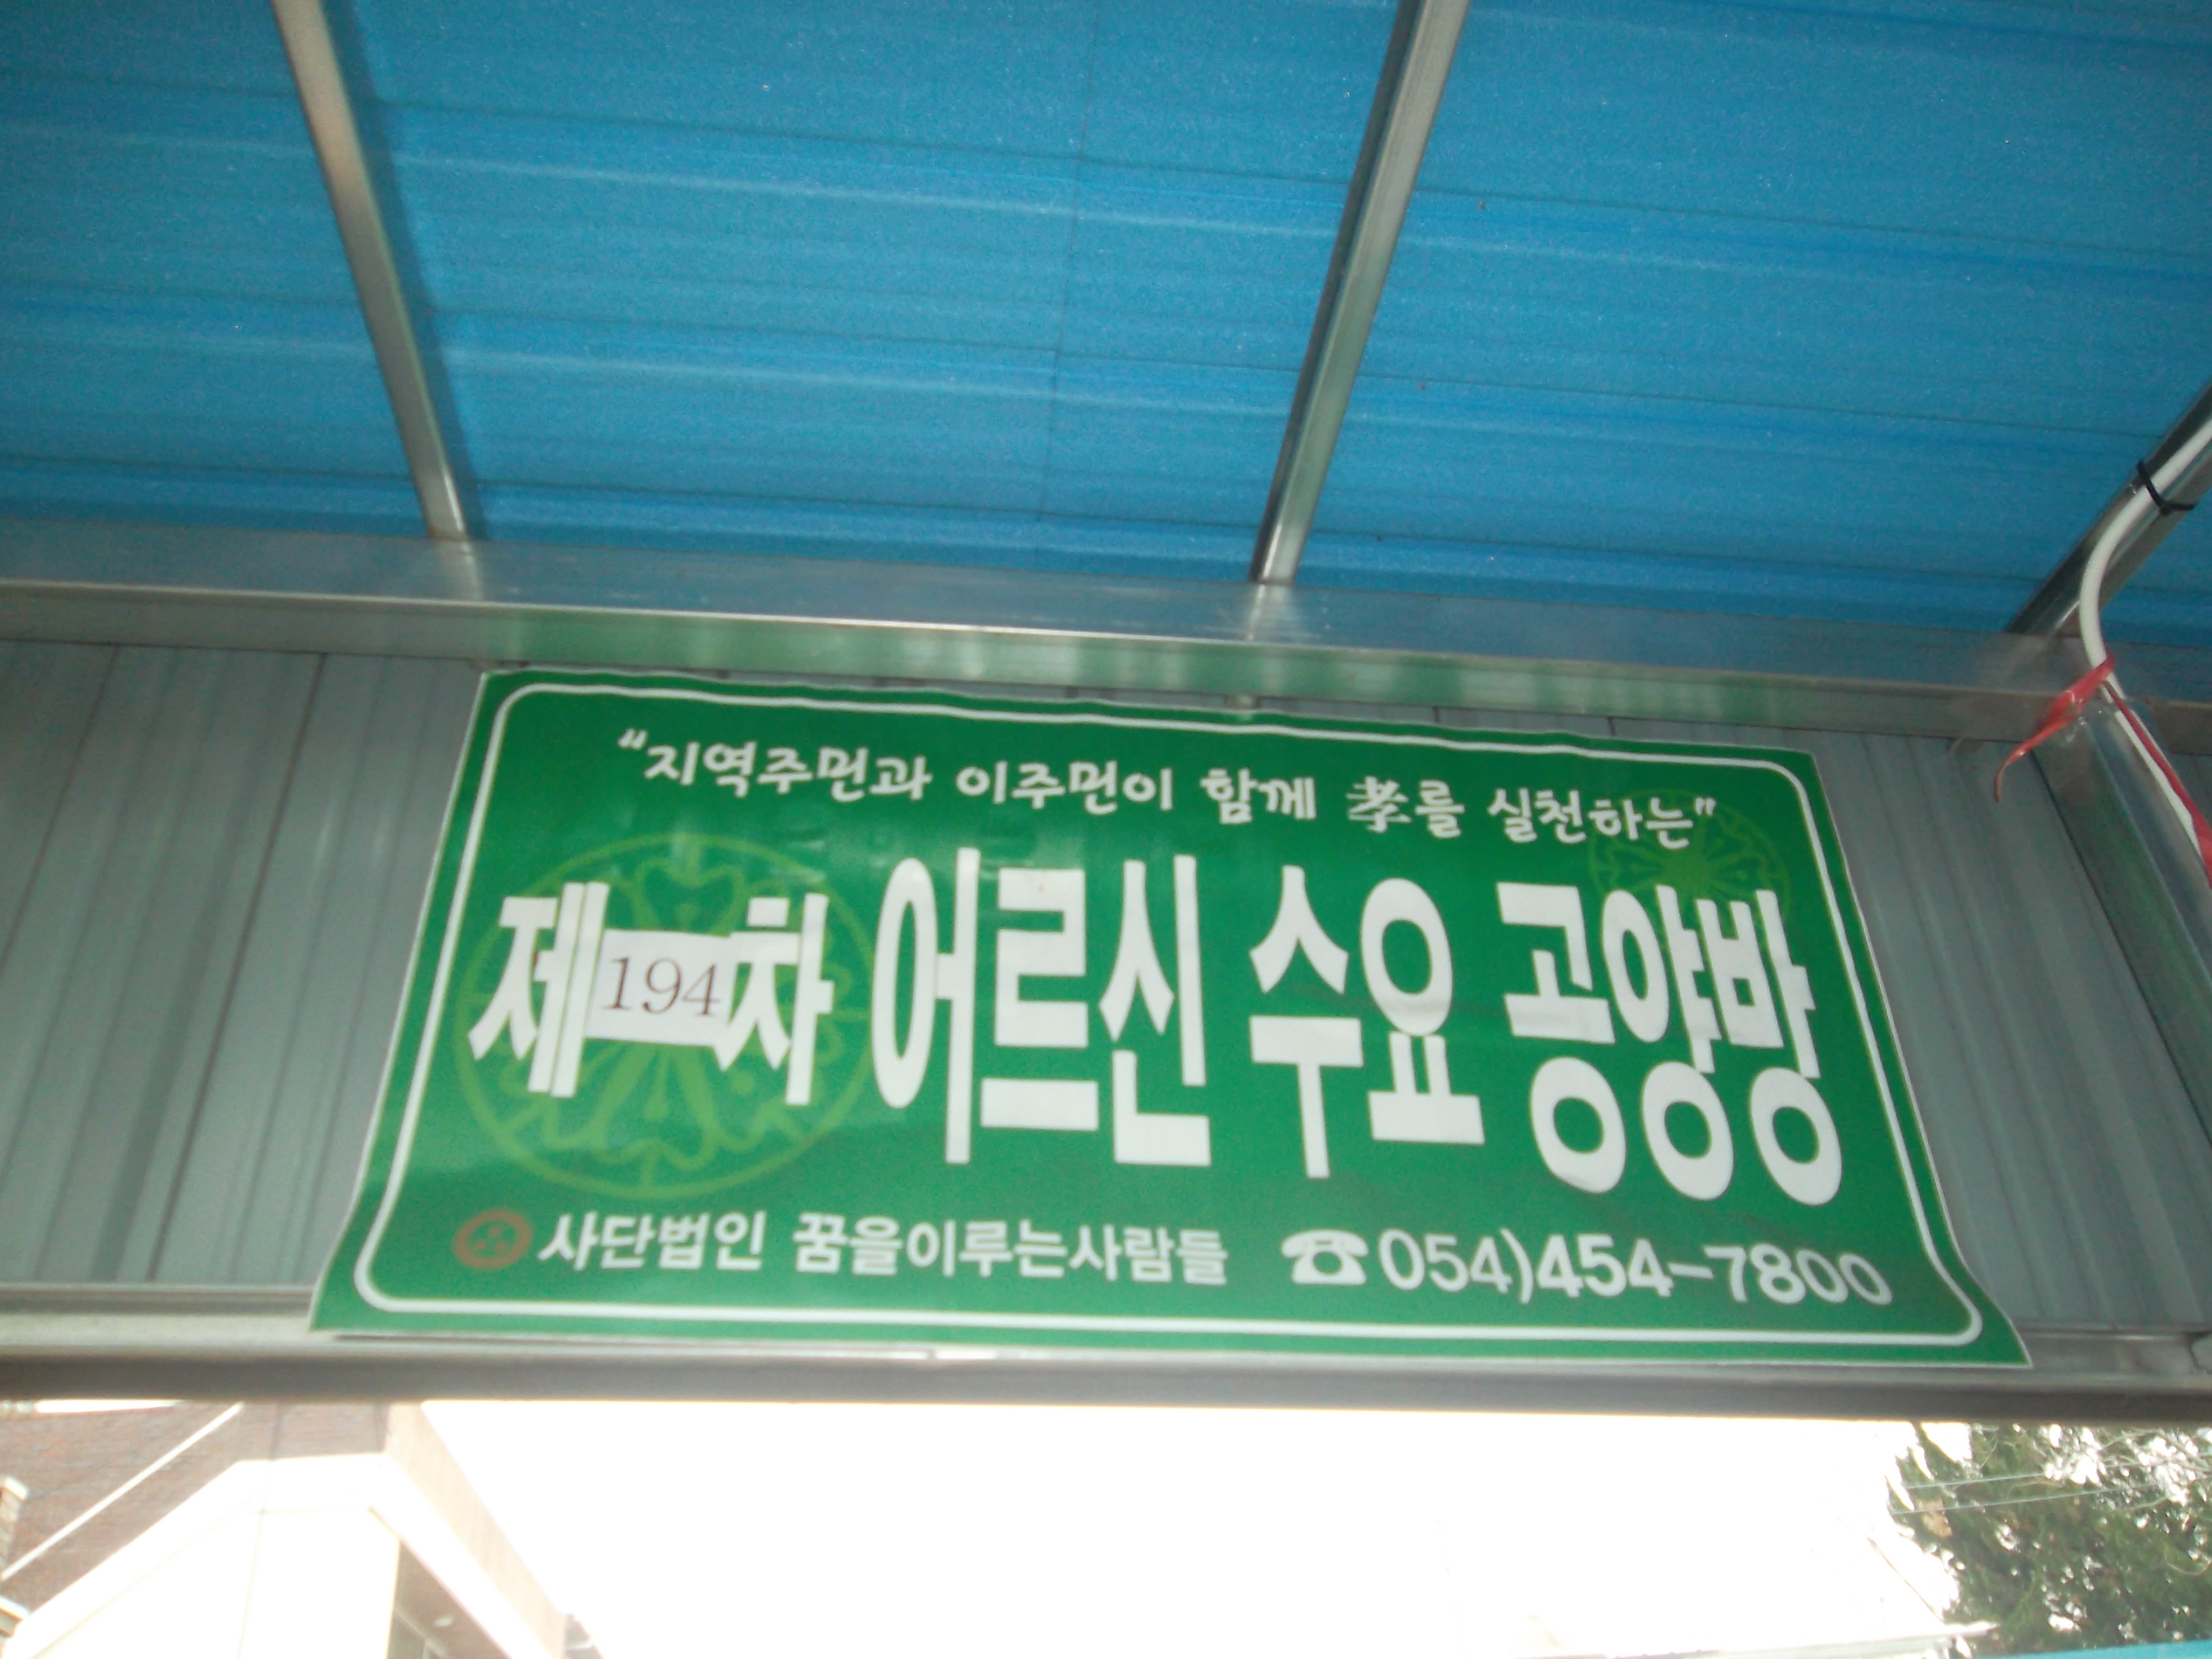 "지역주민과 이주민이 함께 孝를 실천하는"
제194차 어르신 수요 공양방
사단법인 꿈을이루는사람들 ☎054)454-7800